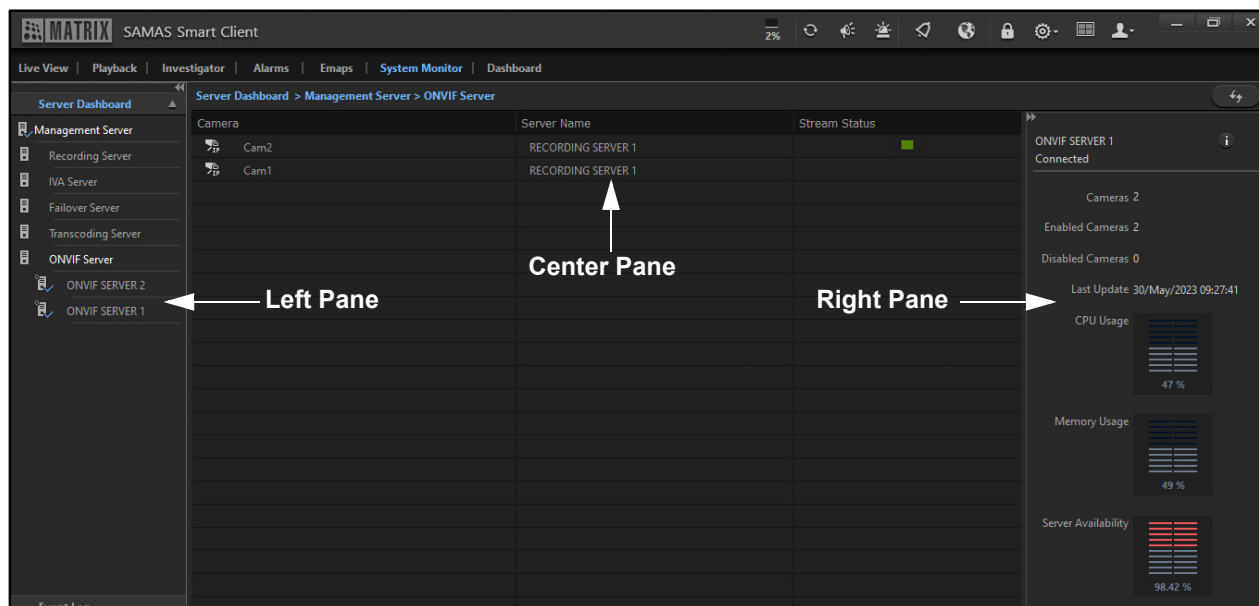 MATRIX SAMAS Smart Client 2%
Live View | Playback | Investigator | Alarms | Emaps | System Monitor | Dashboard
Server Dashboard
Management Server
Recording Server
IVA Server
Failover Server
Transcoding Server
ONVIF Server
ONVIF SERVER 2
ONVIF SERVER 1
Left Pane
Server Dashboard > Management Server > ONVIF Server
Camera Server Name Stream Status
Cam2 RECORDING SERVER 1
Cam1 RECORDING SERVER 1
Center Pane
Right Pane
ONVIF SERVER 1
Connected
Cameras 2
Enabled Cameras 2
Disabled Cameras 0
Last Update 30/May/2023 09:27:41
CPU Usage
47 %
Memory Usage
49 %
Server Availability
98.42 %